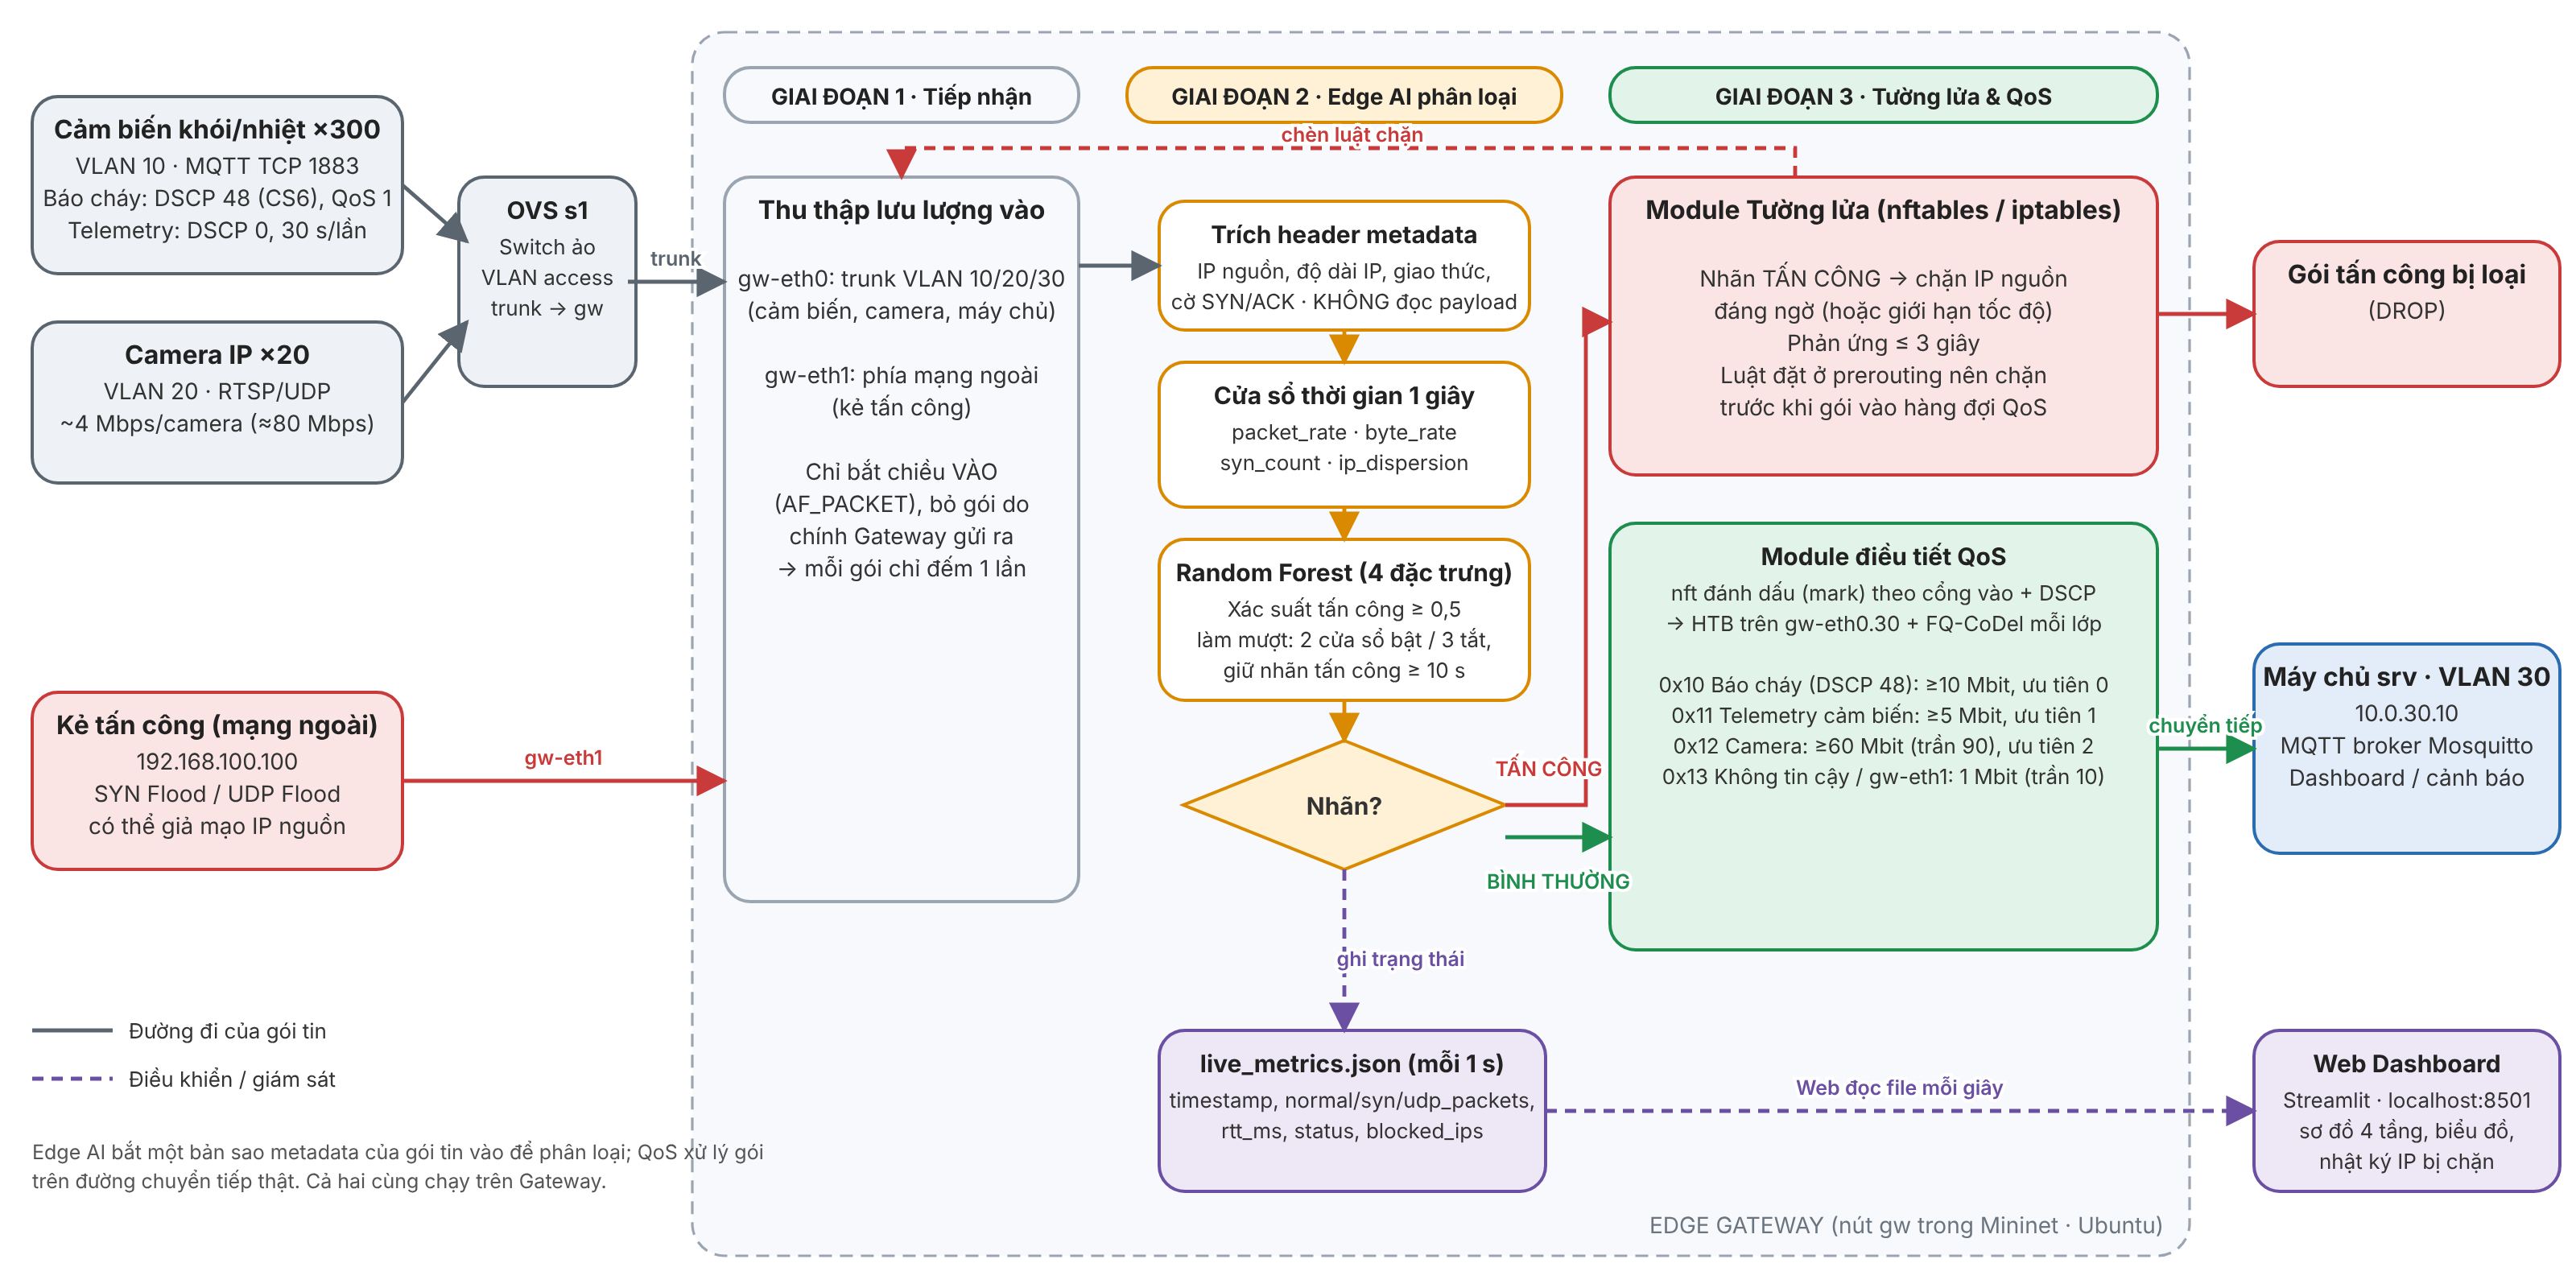 Cảm biến khói/nhiệt ×300
VLAN 10 · MQTT TCP 1883
Báo cháy: DSCP 48 (CS6), QoS 1
Telemetry: DSCP 0, 30 s/lần
Camera IP ×20
VLAN 20 · RTSP/UDP
~4 Mbps/camera (≈80 Mbps)
OVS s1
Switch ảo
VLAN access
trunk → gw
trunk
Kẻ tấn công (mạng ngoài)
192.168.100.100
SYN Flood / UDP Flood
có thể giả mạo IP nguồn
gw-eth1
GIAI ĐOẠN 1 · Tiếp nhận
GIAI ĐOẠN 2 · Edge AI phân loại
GIAI ĐOẠN 3 · Tường lửa & QoS
chèn luật chặn
Thu thập lưu lượng vào
gw-eth0: trunk VLAN 10/20/30
(cảm biến, camera, máy chủ)
gw-eth1: phía mạng ngoài
(kẻ tấn công)
Chỉ bắt chiều VÀO
(AF_PACKET), bỏ gói do
chính Gateway gửi ra
→ mỗi gói chỉ đếm 1 lần
Trích header metadata
IP nguồn, độ dài IP, giao thức,
cờ SYN/ACK · KHÔNG đọc payload
Cửa sổ thời gian 1 giây
packet_rate · byte_rate
syn_count · ip_dispersion
Random Forest (4 đặc trưng)
Xác suất tấn công ≥ 0,5
làm mượt: 2 cửa sổ bật / 3 tắt,
giữ nhãn tấn công ≥ 10 s
Nhãn?
TẤN CÔNG
BÌNH THƯỜNG
ghi trạng thái
Module Tường lửa (nftables / iptables)
Nhãn TẤN CÔNG → chặn IP nguồn
đáng ngờ (hoặc giới hạn tốc độ)
Phản ứng ≤ 3 giây
Luật đặt ở prerouting nên chặn
trước khi gói vào hàng đợi QoS
Module điều tiết QoS
nft đánh dấu (mark) theo cổng vào + DSCP
→ HTB trên gw-eth0.30 + FQ-CoDel mỗi lớp
0x10 Báo cháy (DSCP 48): ≥10 Mbit, ưu tiên 0
0x11 Telemetry cảm biến: ≥5 Mbit, ưu tiên 1
0x12 Camera: ≥60 Mbit (trần 90), ưu tiên 2
0x13 Không tin cậy / gw-eth1: 1 Mbit (trần 10)
Gói tấn công bị loại
(DROP)
chuyển tiếp
Máy chủ srv · VLAN 30
10.0.30.10
MQTT broker Mosquitto
Dashboard / cảnh báo
live_metrics.json (mỗi 1 s)
timestamp, normal/syn/udp_packets,
rtt_ms, status, blocked_ips
Web đọc file mỗi giây
Web Dashboard
Streamlit · localhost:8501
sơ đồ 4 tầng, biểu đồ,
nhật ký IP bị chặn
Đường đi của gói tin
Điều khiển / giám sát
Edge AI bắt một bản sao metadata của gói tin vào để phân loại; QoS xử lý gói
trên đường chuyển tiếp thật. Cả hai cùng chạy trên Gateway.
EDGE GATEWAY (nút gw trong Mininet · Ubuntu)